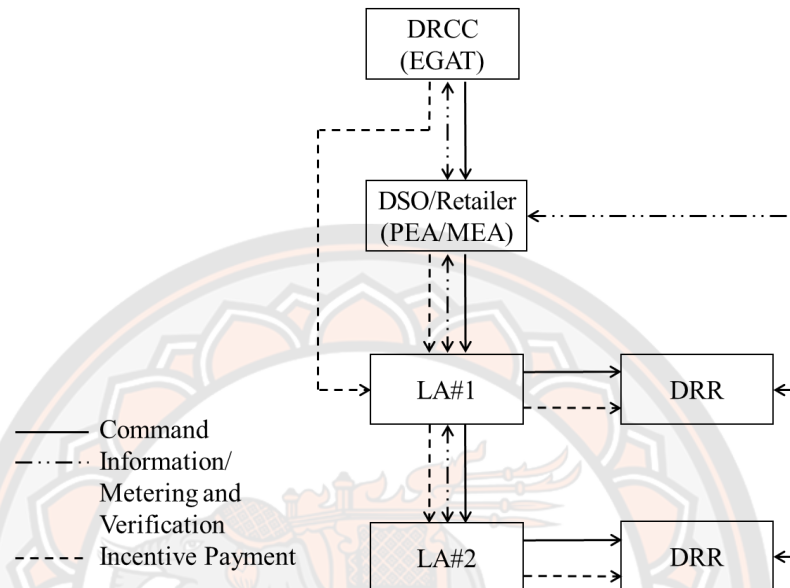 DRCC
(EGAT)
DSO/Retailer
(PEA/MEA)
LA#1
DRR
Command
Information/
Metering and
Verification
Incentive Payment
LA#2
DRR